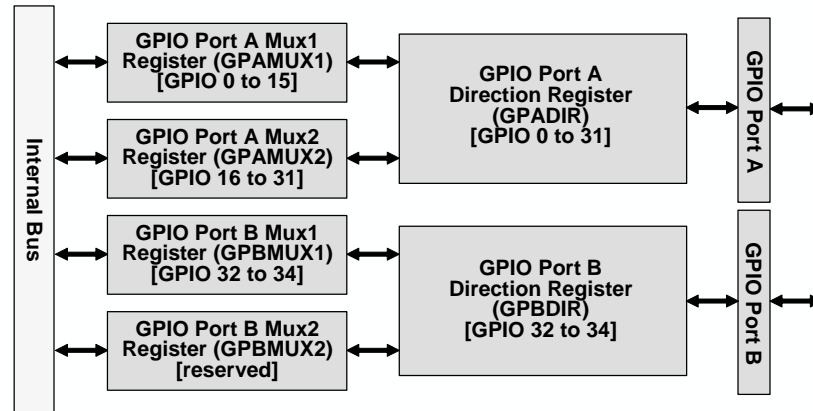 Internal Bus
GPIO Port A Mux1
Register (GPAMUX1)
[GPIO 0 to 15]
GPIO Port A Mux2
Register (GPAMUX2)
[GPIO 16 to 31]
GPIO Port B Mux1
Register (GPBMUX1)
[GPIO 32 to 34]
GPIO Port B Mux2
Register (GPBMUX2)
[reserved]
GPIO Port A
Direction Register
(GPADIR)
[GPIO 0 to 31]
GPIO Port B
Direction Register
(GPBDIR)
[GPIO 32 to 34]
GPIO Port A
GPIO Port B